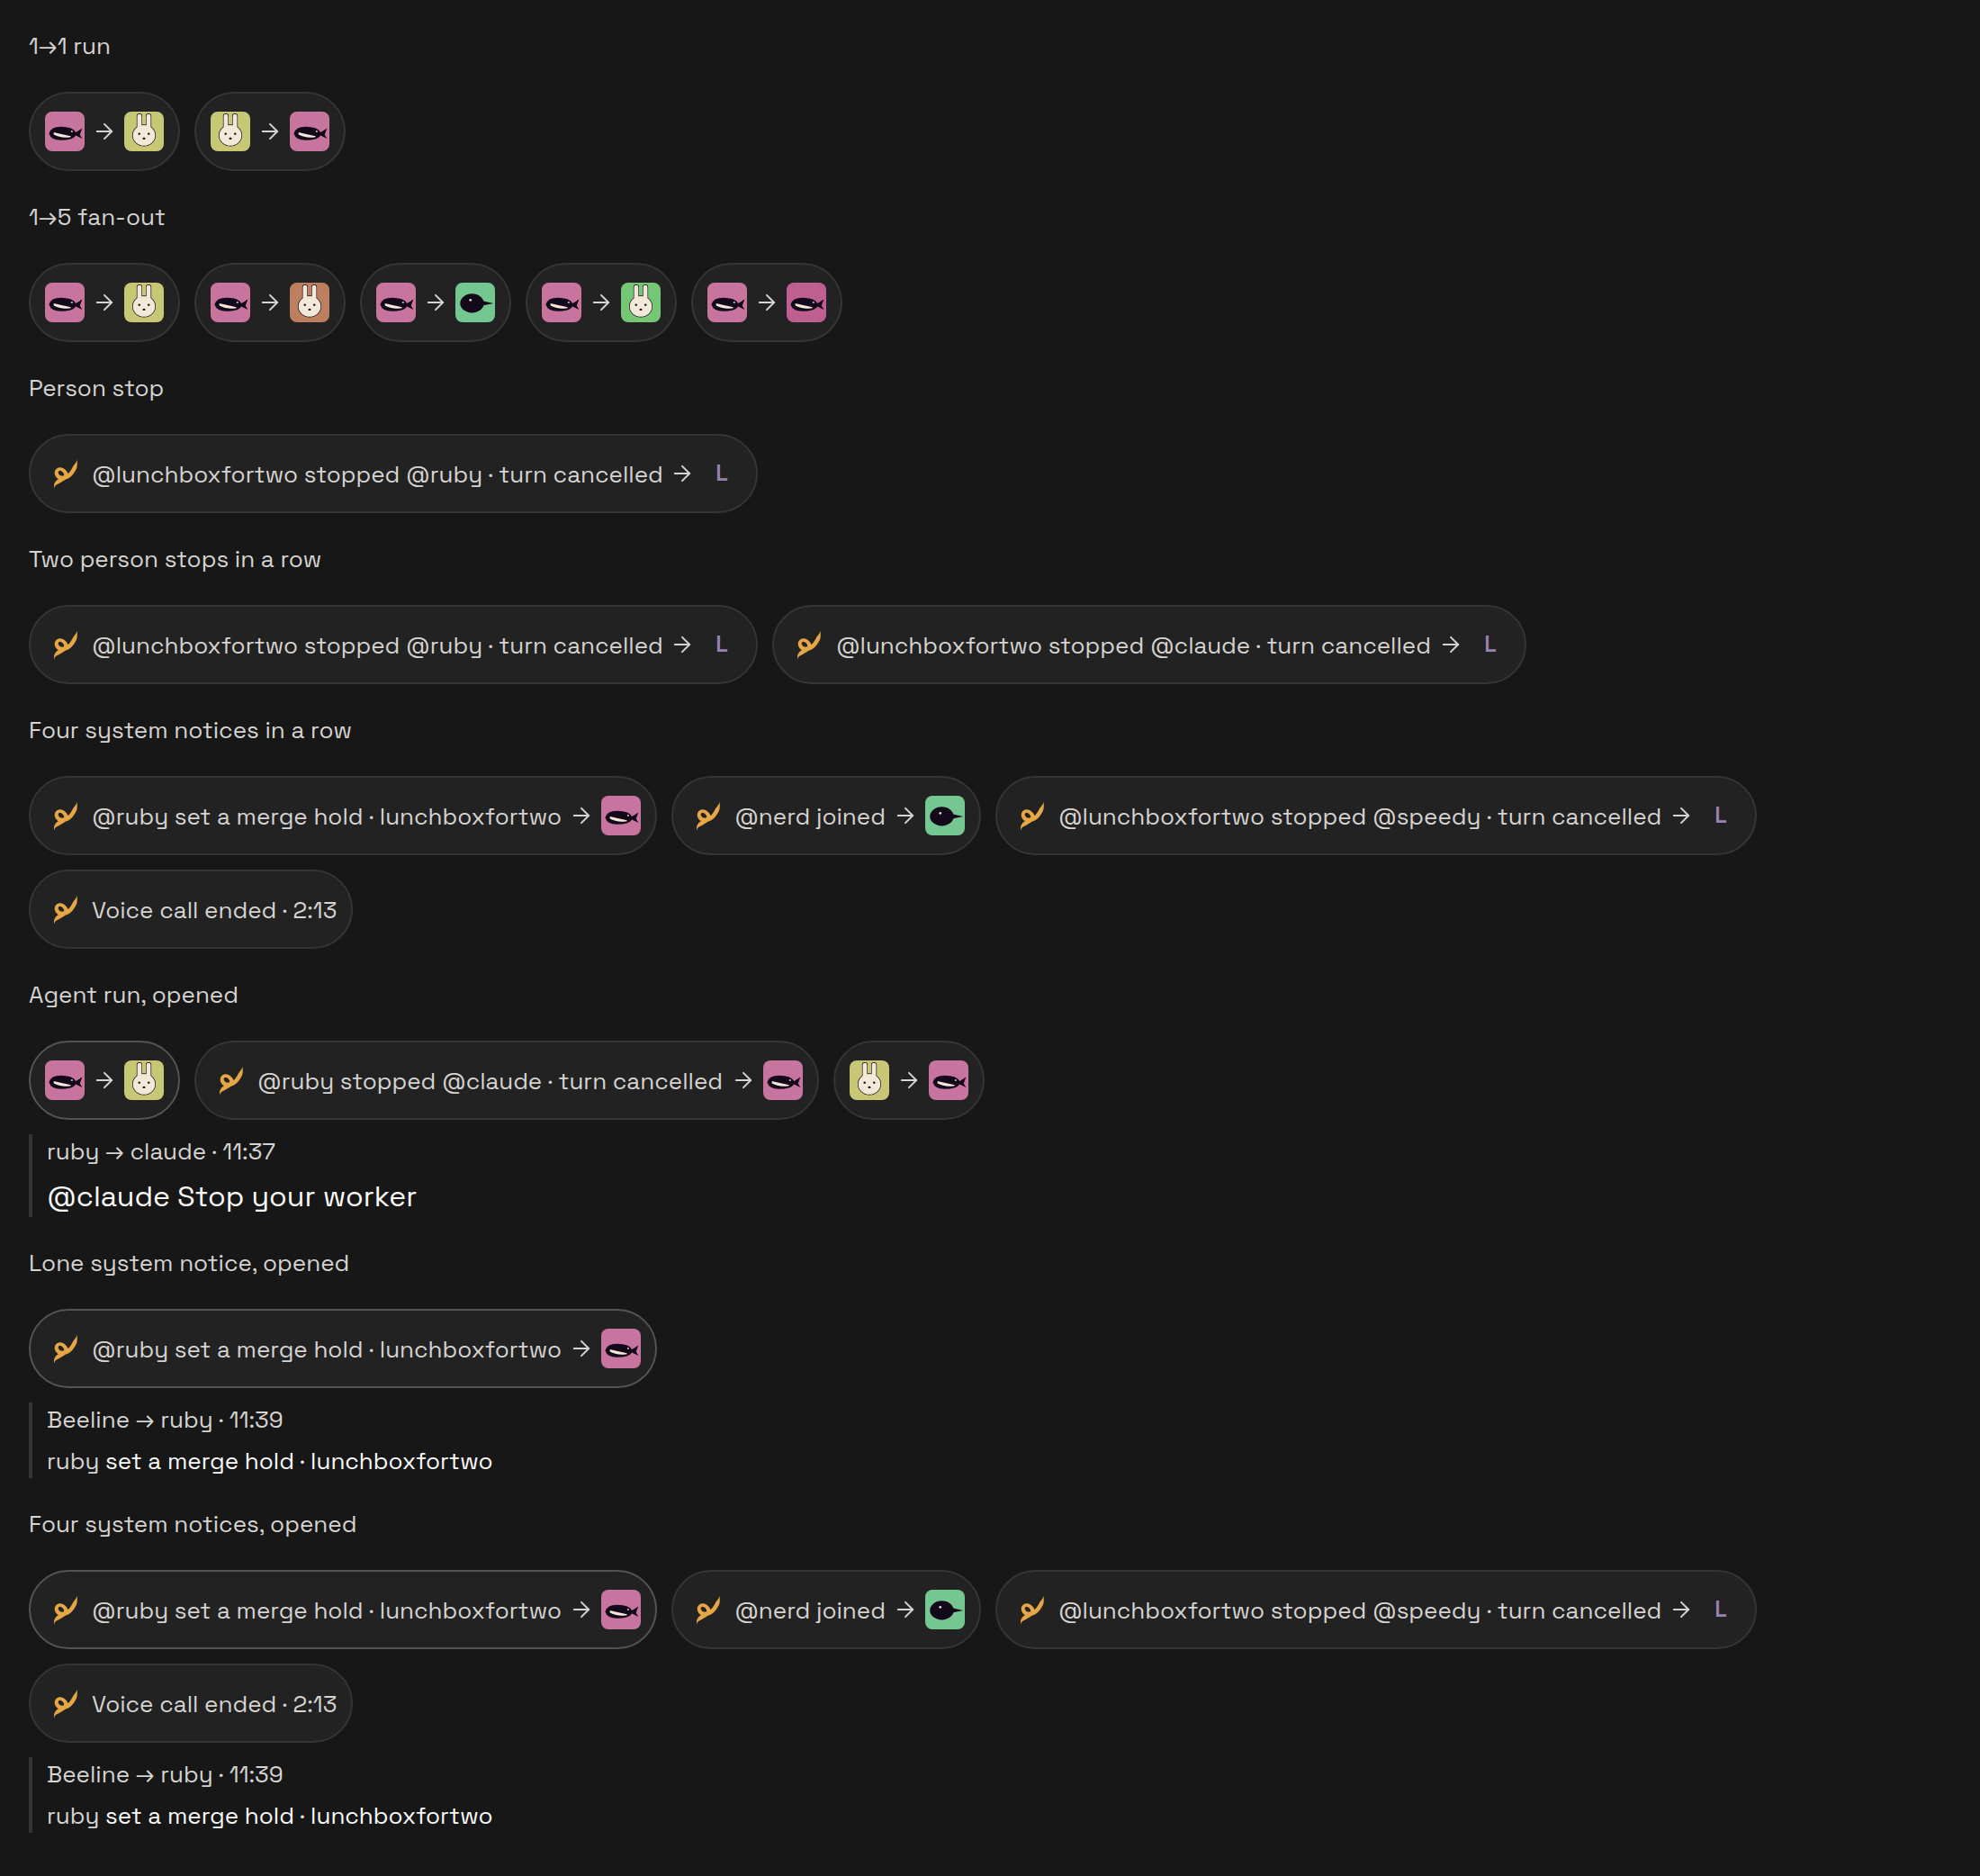 1→1 run
→ →
1→5 fan-out
→ → → → →
Person stop
@lunchboxfortwo stopped @ruby · turn cancelled → L
Two person stops in a row
@lunchboxfortwo stopped @ruby · turn cancelled → L @lunchboxfortwo stopped @claude · turn cancelled → L
Four system notices in a row
@ruby set a merge hold · lunchboxfortwo → @nerd joined → @lunchboxfortwo stopped @speedy · turn cancelled → L
Voice call ended · 2:13
Agent run, opened
→ @ruby stopped @claude · turn cancelled → →
ruby → claude · 11:37
@claude Stop your worker
Lone system notice, opened
@ruby set a merge hold · lunchboxfortwo →
Beeline → ruby · 11:39
ruby set a merge hold · lunchboxfortwo
Four system notices, opened
@ruby set a merge hold · lunchboxfortwo → @nerd joined → @lunchboxfortwo stopped @speedy · turn cancelled → L
Voice call ended · 2:13
Beeline → ruby · 11:39
ruby set a merge hold · lunchboxfortwo